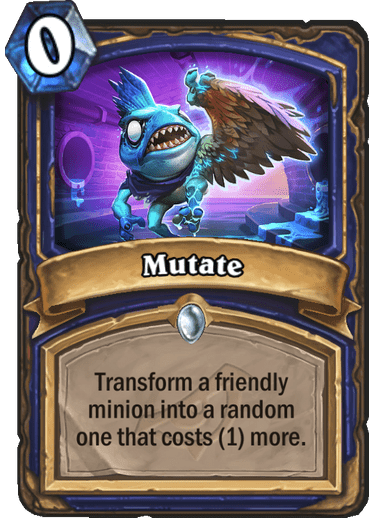 0
Mutate
Transform a friendly
minion into a random
one that costs (1) more.